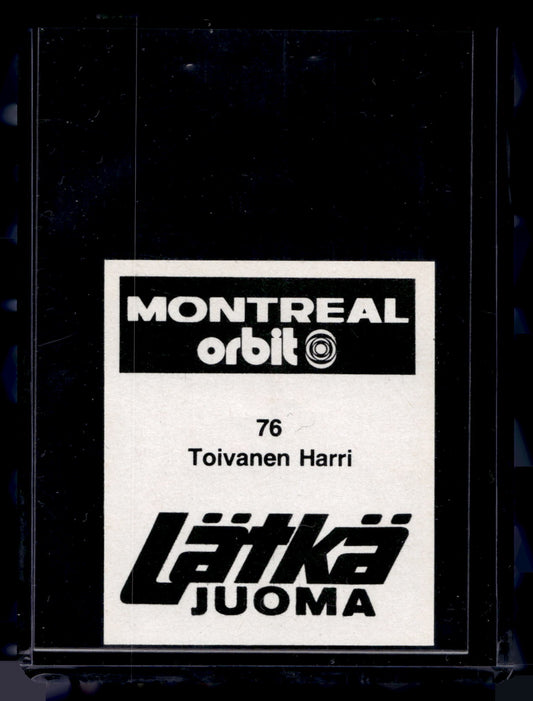 MONTREAL
orbit
76
Toivanen Harri
Lätkä
JUOMA